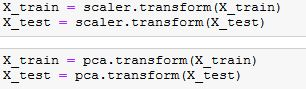 X_train = scaler.transform(X_train)
X_test = scaler.transform(X_test)
X_train = pca.transform(X_train)
X_test = pca.transform(X_test)